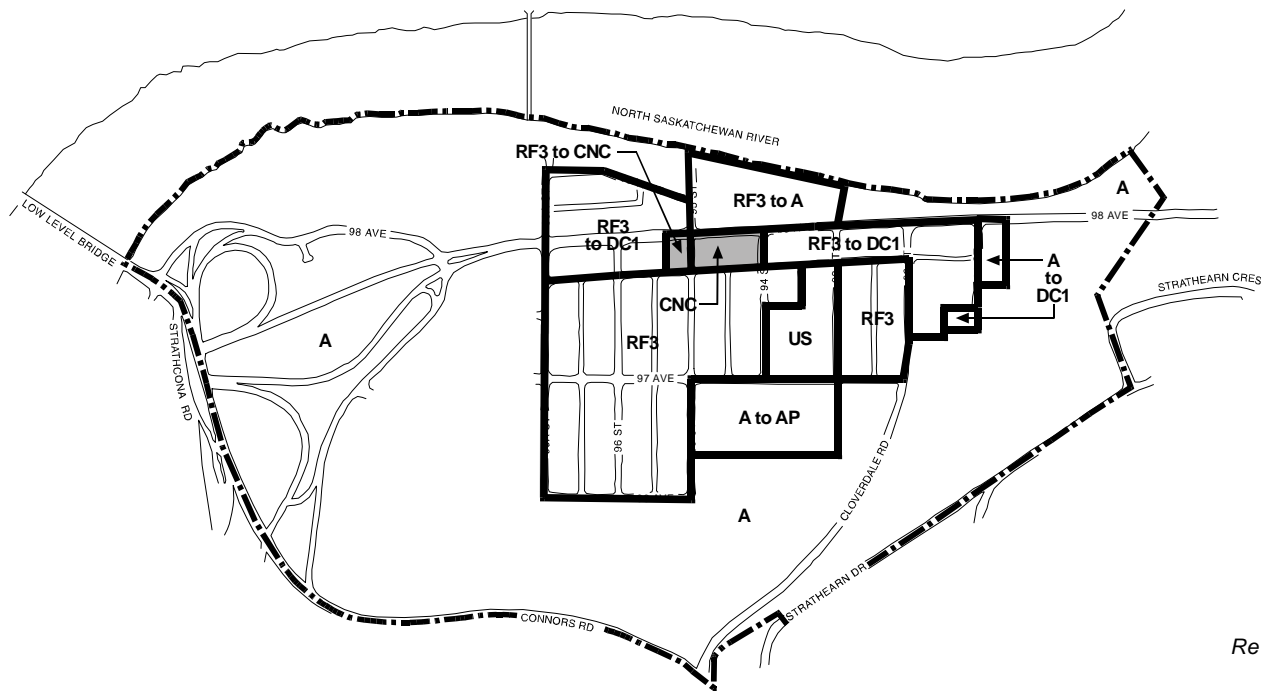 NORTH SASKATCHEWAN RIVER
RF3 to CNC
A
RF3 to A
LOW LEVEL BRIDGE
98 AVE
RF3
to DC1
RF3 to DC1
98 AVE
A
to
DC1
STRATHEARN CRES
94 S
CNC
STRATHCONA RD
A
RF3
US
RF3
97 AVE
A to AP
96 ST
CLOVERDALE RD
A
STRATHEARN DR
CONNORS RD
Re